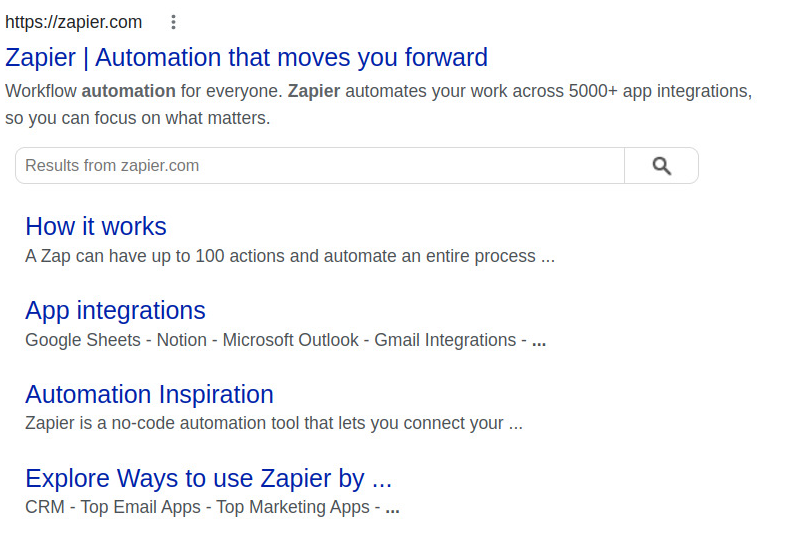 https://zapier.com
Zapier | Automation that moves you forward
Workflow automation for everyone. Zapier automates your work across 5000+ app integrations,
so you can focus on what matters.
Results from zapier.com
How it works
A Zap can have up to 100 actions and automate an entire process ...
App integrations
Google Sheets - Notion - Microsoft Outlook - Gmail Integrations - ...
Automation Inspiration
Zapier is a no-code automation tool that lets you connect your ...
Explore Ways to use Zapier by ...
CRM - Top Email Apps - Top Marketing Apps - ...